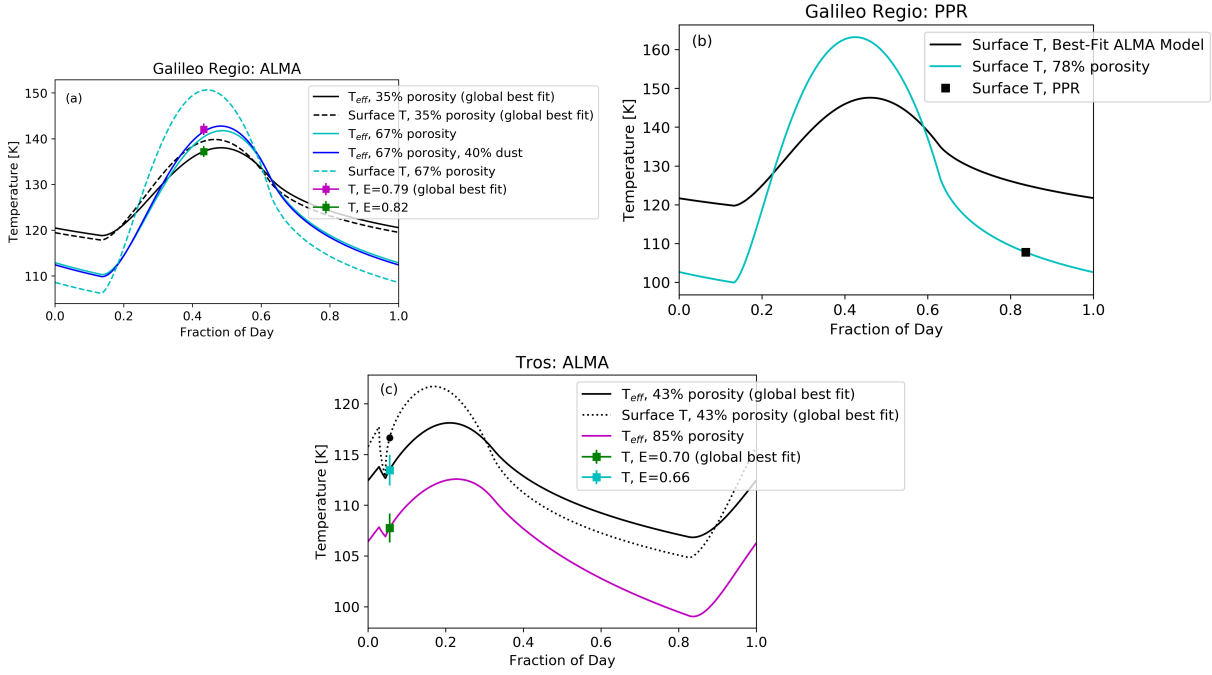 Galileo Regio: ALMA
(a)
Temperature [K]
150
140
130
120
110
0.0 0.2 0.4 0.6 0.8 1.0
Fraction of Day
T_eff, 35% porosity (global best fit)
Surface T, 35% porosity (global best fit)
T_eff, 67% porosity
T_eff, 67% porosity, 40% dust
Surface T, 67% porosity
T, E=0.79 (global best fit)
T, E=0.82
Galileo Regio: PPR
(b)
Temperature [K]
160
150
140
130
120
110
100
0.0 0.2 0.4 0.6 0.8 1.0
Fraction of Day
Surface T, Best-Fit ALMA Model
Surface T, 78% porosity
Surface T, PPR
Tros: ALMA
(c)
Temperature [K]
120
115
110
105
100
0.0 0.2 0.4 0.6 0.8 1.0
Fraction of Day
T_eff, 43% porosity (global best fit)
Surface T, 43% porosity (global best fit)
T_eff, 85% porosity
T, E=0.70 (global best fit)
T, E=0.66